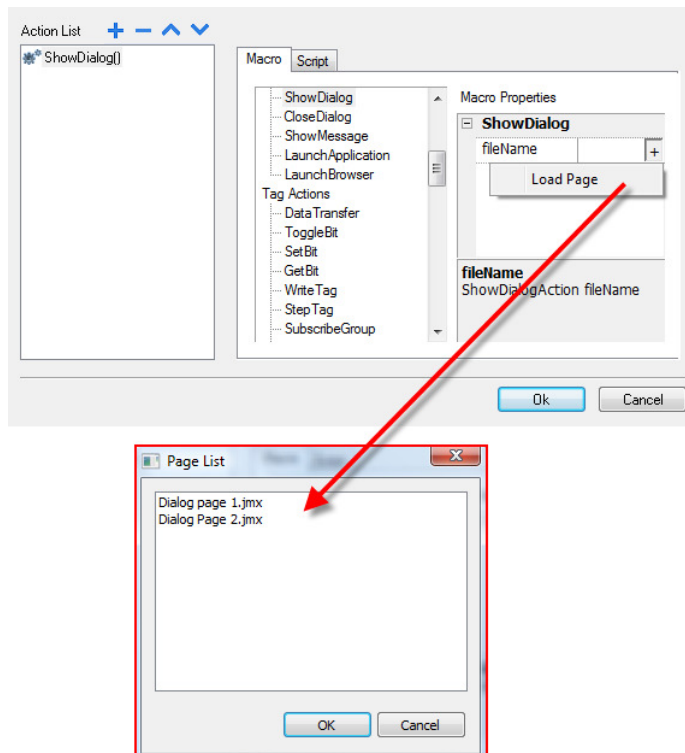 Action List
ShowDialog()
Macro
Script
ShowDialog
CloseDialog
ShowMessage
LaunchApplication
LaunchBrowser
Tag Actions
DataTransfer
ToggleBit
SetBit
GetBit
WriteTag
StepTag
SubscribeGroup
Macro Properties
ShowDialog
fileName
Load Page
fileName
ShowDialogAction fileName
Ok
Cancel
Page List
Dialog page 1.jmx
Dialog Page 2.jmx
OK
Cancel